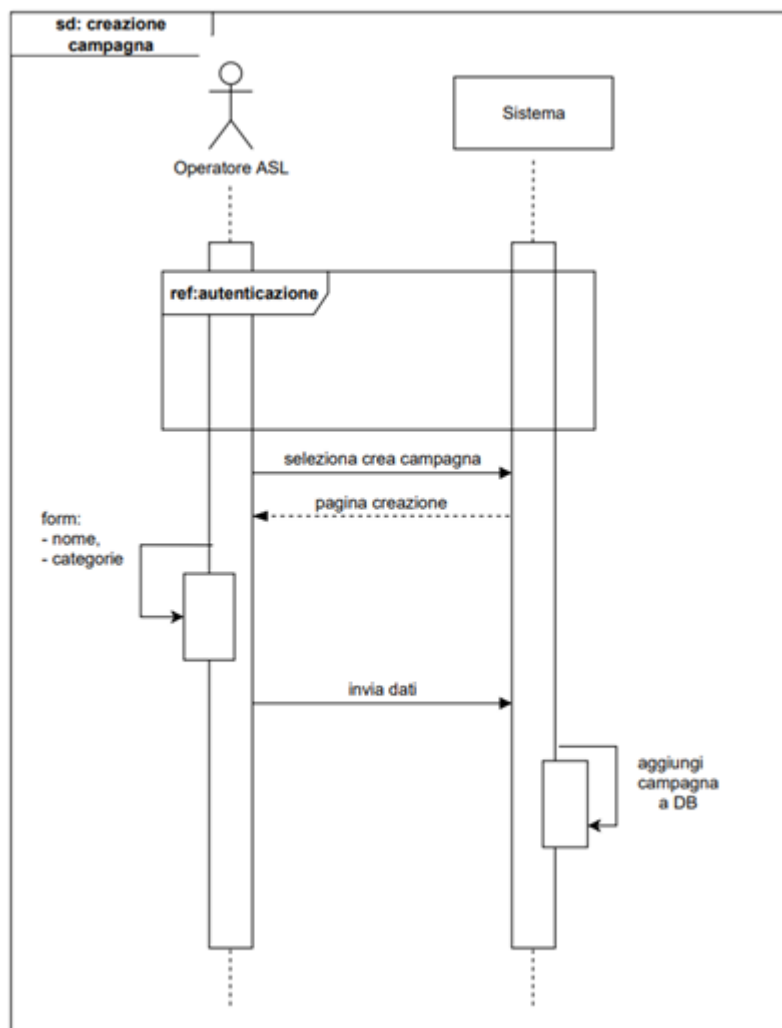 sd: creazione
campagna
Operatore ASL
Sistema
ref:autenticazione
seleziona crea campagna
pagina creazione
form:
- nome,
- categorie
invia dati
aggiungi
campagna
a DB